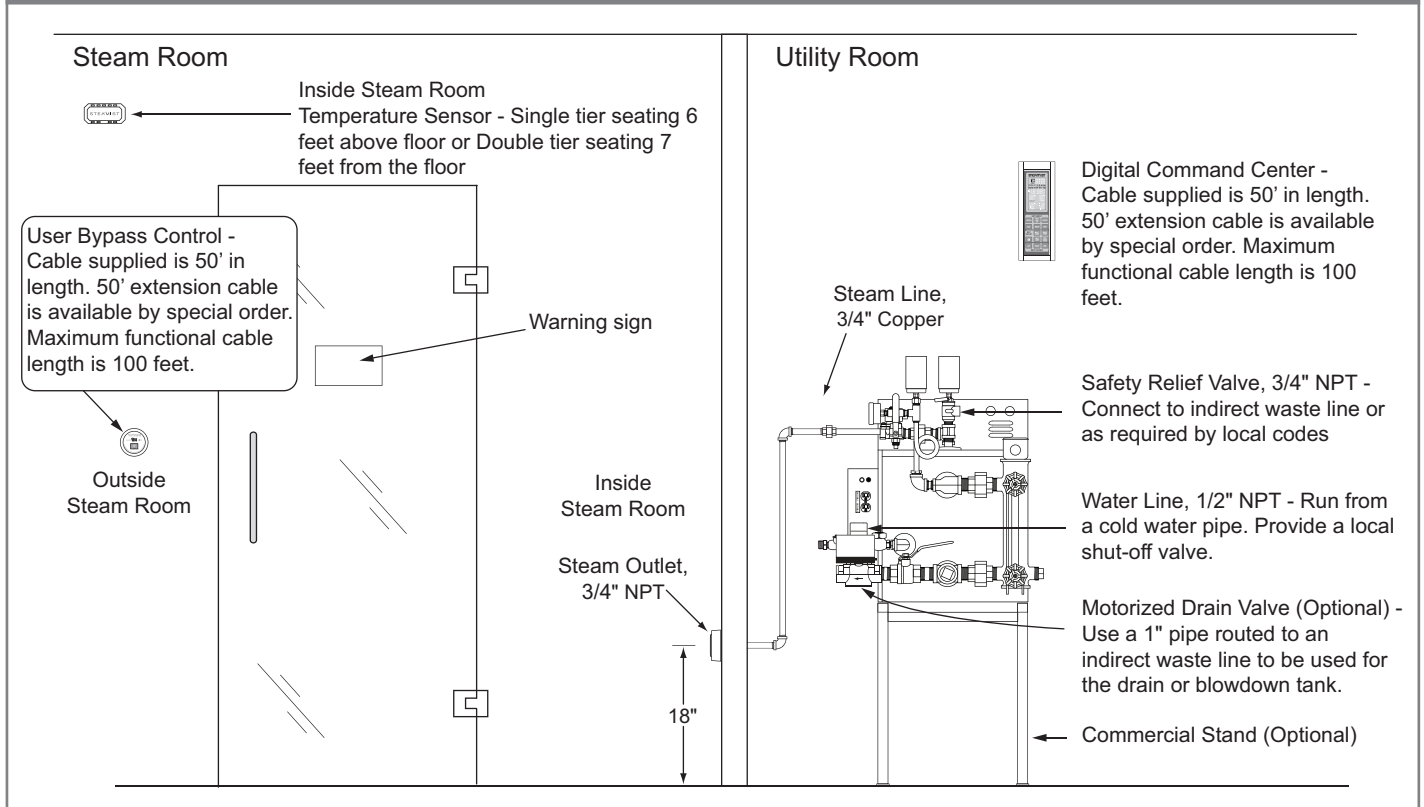 Steam Room
Utility Room
STEAMIST
Inside Steam Room
Temperature Sensor - Single tier seating 6
feet above floor or Double tier seating 7
feet from the floor
User Bypass Control -
Cable supplied is 50’ in
length. 50’ extension cable
is available by special order.
Maximum functional cable
length is 100 feet.
Warning sign
Outside
Steam Room
Inside
Steam Room
Steam Outlet,
3/4" NPT
18"
Steam Line,
3/4" Copper
Digital Command Center -
Cable supplied is 50’ in length.
50’ extension cable is available
by special order. Maximum
functional cable length is 100
feet.
Safety Relief Valve, 3/4" NPT -
Connect to indirect waste line or
as required by local codes
Water Line, 1/2" NPT - Run from
a cold water pipe. Provide a local
shut-off valve.
Motorized Drain Valve (Optional) -
Use a 1" pipe routed to an
indirect waste line to be used for
the drain or blowdown tank.
Commercial Stand (Optional)